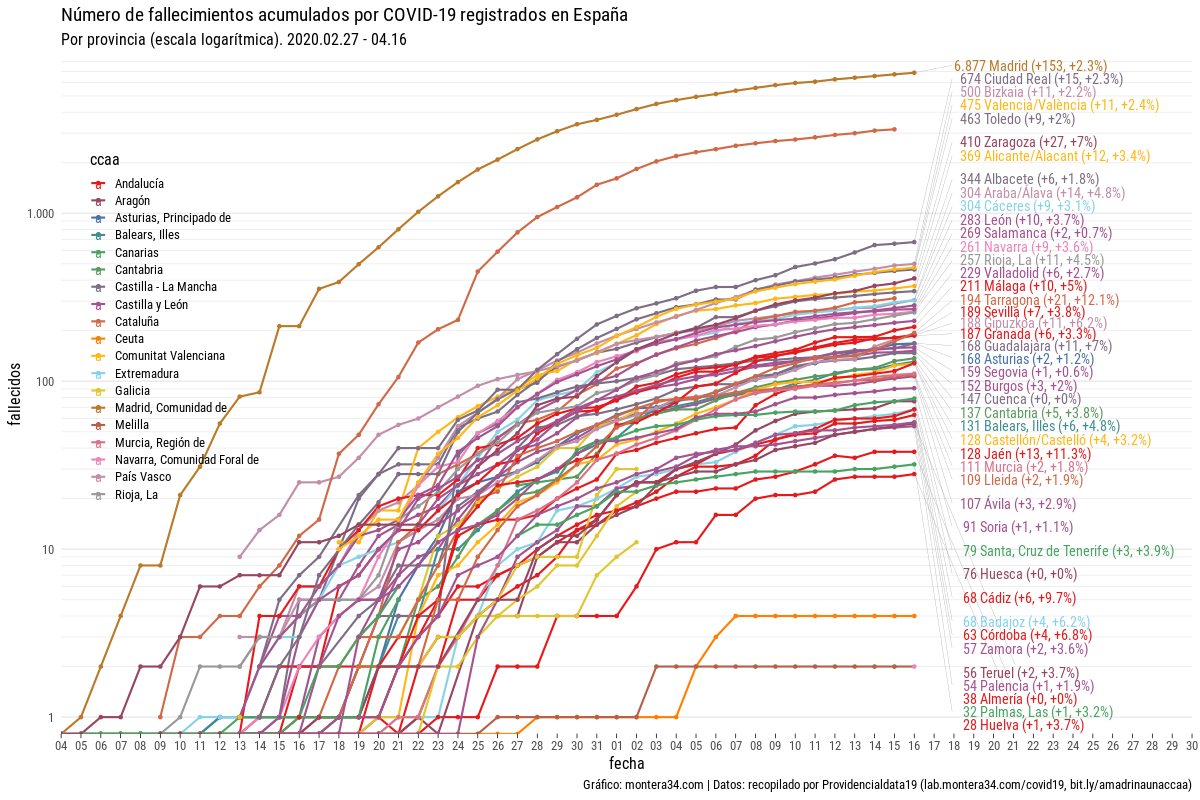 Número de fallecimientos acumulados por COVID-19 registrados en España
Por provincia (escala logarítmica). 2020.02.27 - 04.16
fallecidos
1.000
100
10
1
ccaa
Andalucía
Aragón
Asturias, Principado de
Balears, Illes
Canarias
Cantabria
Castilla - La Mancha
Castilla y León
Cataluña
Ceuta
Comunitat Valenciana
Extremadura
Galicia
Madrid, Comunidad de
Melilla
Murcia, Región de
Navarra, Comunidad Foral de
País Vasco
Rioja, La
6.877 Madrid (+153, +2.3%)
674 Ciudad Real (+15, +2.3%)
500 Bizkaia (+11, +2.2%)
475 Valencia/València (+11, +2.4%)
463 Toledo (+9, +2%)
410 Zaragoza (+27, +7%)
369 Alicante/Alacant (+12, +3.4%)
344 Albacete (+6, +1.8%)
304 Araba/Álava (+14, +4.8%)
304 Cáceres (+9, +3.1%)
283 León (+10, +3.7%)
269 Salamanca (+2, +0.7%)
261 Navarra (+9, +3.6%)
257 Rioja, La (+11, +4.5%)
229 Valladolid (+6, +2.7%)
211 Málaga (+10, +5%)
194 Tarragona (+21, +12.1%)
189 Sevilla (+7, +3.8%)
188 Gipuzkoa (+11, +6.2%)
187 Granada (+6, +3.3%)
168 Guadalajara (+11, +7%)
168 Asturias (+2, +1.2%)
159 Segovia (+1, +0.6%)
152 Burgos (+3, +2%)
147 Cuenca (+0, +0%)
137 Cantabria (+5, +3.8%)
131 Balears, Illes (+6, +4.8%)
128 Castellón/Castelló (+4, +3.2%)
128 Jaén (+13, +11.3%)
111 Murcia (+2, +1.8%)
109 Lleida (+2, +1.9%)
107 Ávila (+3, +2.9%)
91 Soria (+1, +1.1%)
79 Santa, Cruz de Tenerife (+3, +3.9%)
76 Huesca (+0, +0%)
68 Cádiz (+6, +9.7%)
68 Badajoz (+4, +6.2%)
63 Córdoba (+4, +6.8%)
57 Zamora (+2, +3.6%)
56 Teruel (+2, +3.7%)
54 Palencia (+1, +1.9%)
38 Almería (+0, +0%)
32 Palmas, Las (+1, +3.2%)
28 Huelva (+1, +3.7%)
04 05 06 07 08 09 10 11 12 13 14 15 16 17 18 19 20 21 22 23 24 25 26 27 28 29 30 31 01 02 03 04 05 06 07 08 09 10 11 12 13 14 15 16 17 18 19 20 21 22 23 24 25 26 27 28 29 30
fecha
Gráfico: montera34.com | Datos: recopilado por Providencialdata19 (lab.montera34.com/covid19, bit.ly/amadrinaunaccaa)